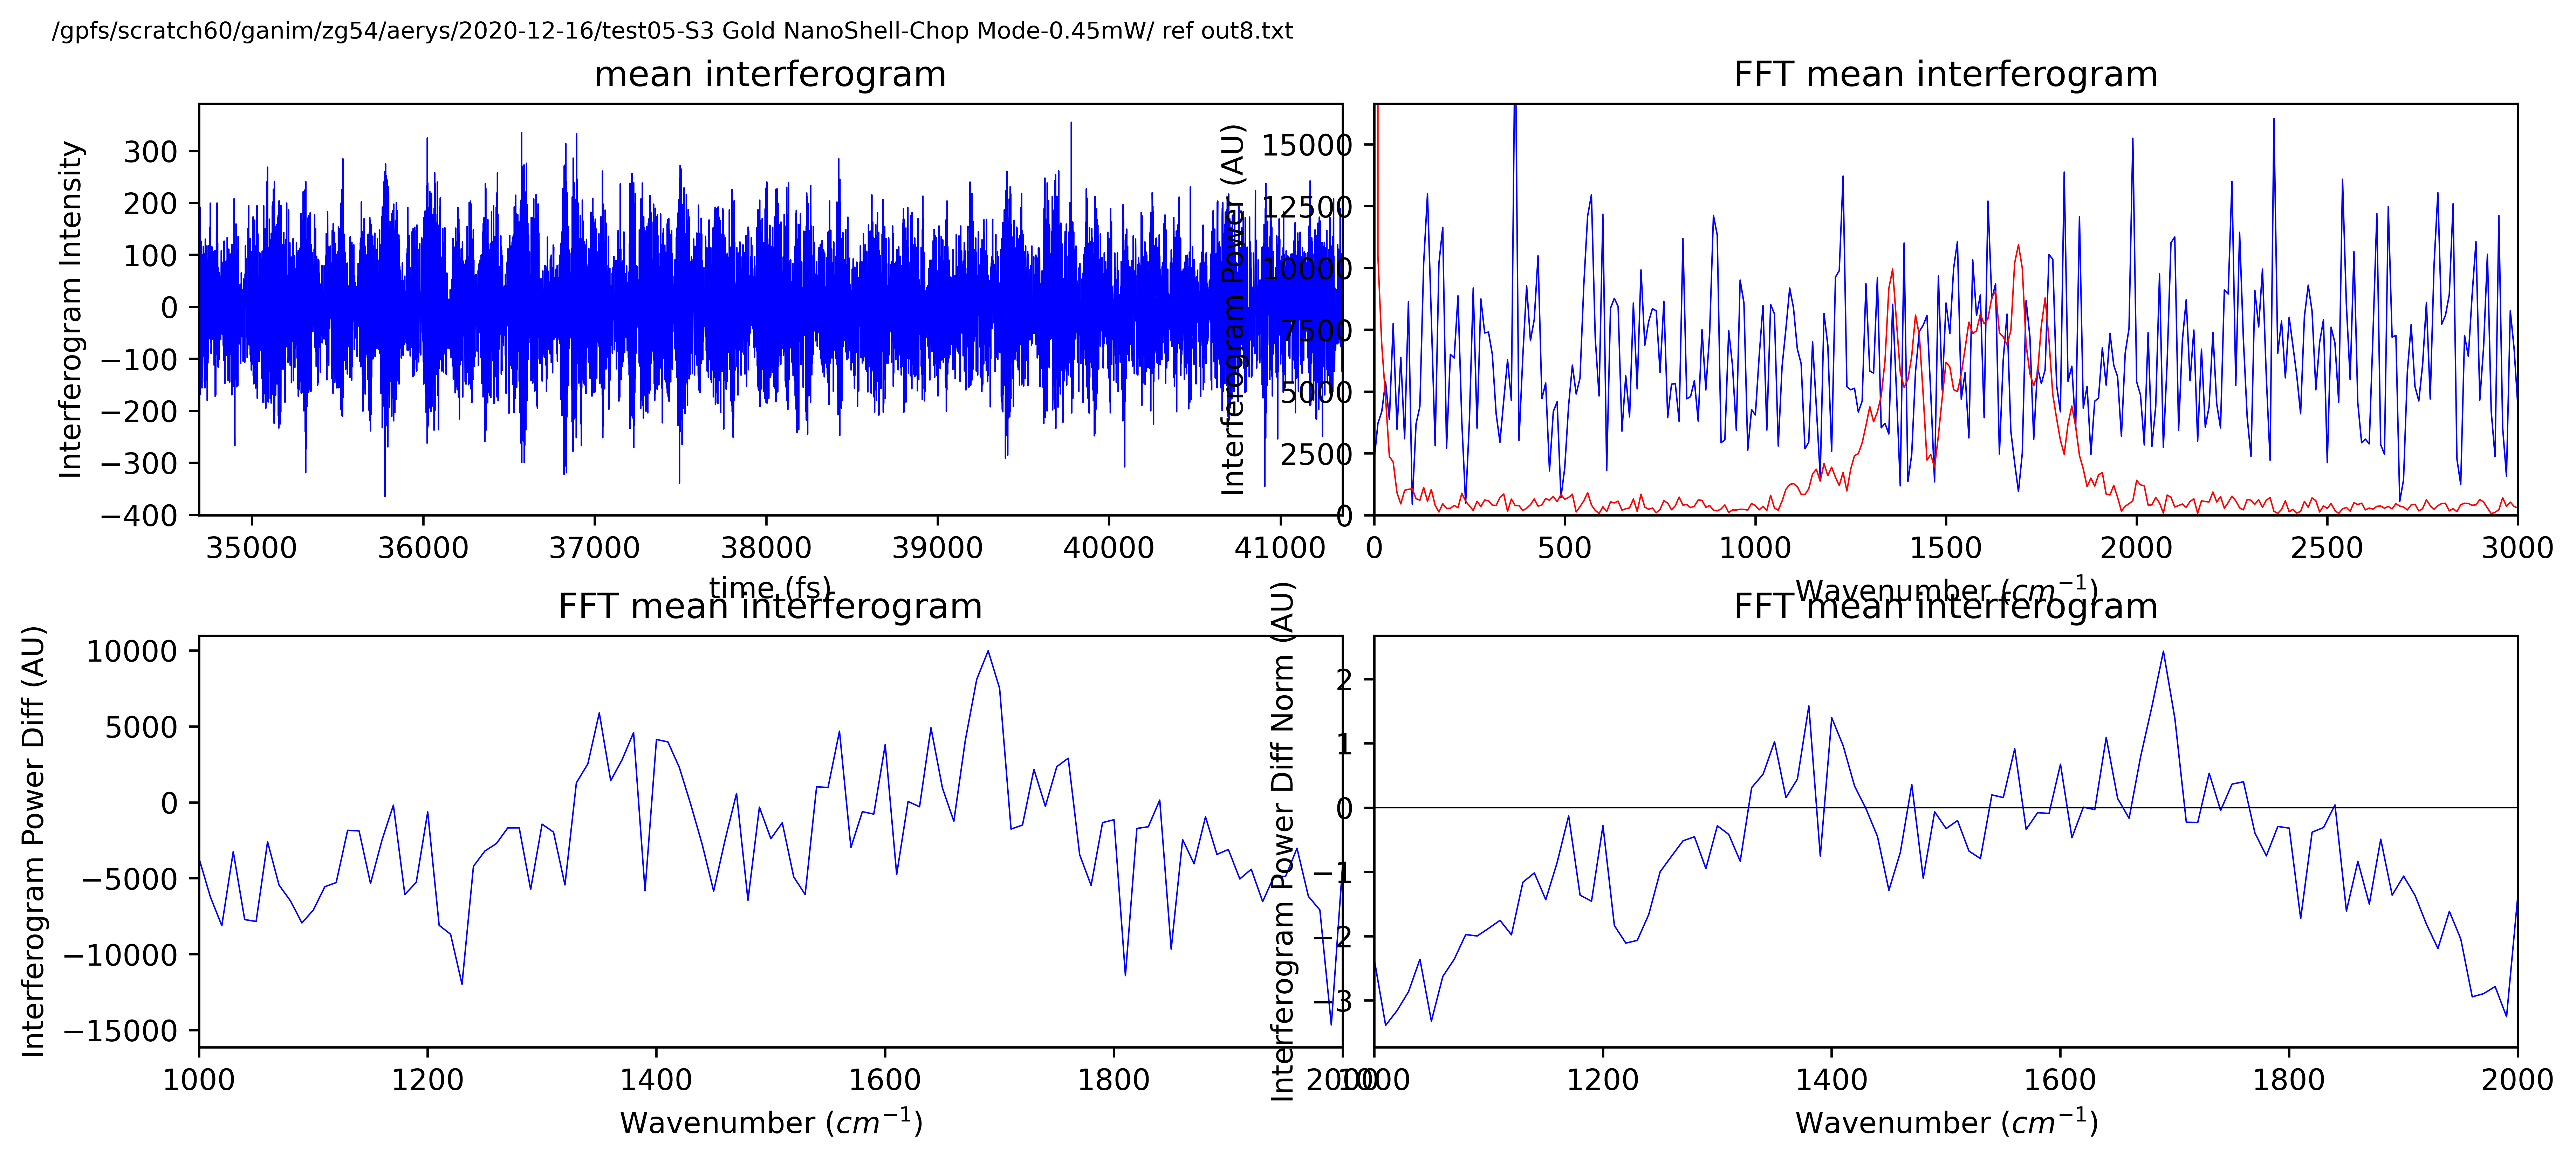 /gpfs/scratch60/ganim/zg54/aerys/2020-12-16/test05-S3 Gold NanoShell-Chop Mode-0.45mW/ ref out8.txt
mean interferogram
Interferogram Intensity
300
200
100
0
−100
−200
−300
−400
35000 36000 37000 38000 39000 40000 41000
time (fs)
FFT mean interferogram
Interferogram Power (AU)
15000
12500
10000
7500
5000
2500
0
0 500 1000 1500 2000 2500 3000
Wavenumber (cm⁻¹)
FFT mean interferogram
Interferogram Power Diff (AU)
10000
5000
0
−5000
−10000
−15000
1000 1200 1400 1600 1800 2000
Wavenumber (cm⁻¹)
FFT mean interferogram
Interferogram Power Diff Norm (AU)
2
1
0
−1
−2
−3
1000 1200 1400 1600 1800 2000
Wavenumber (cm⁻¹)